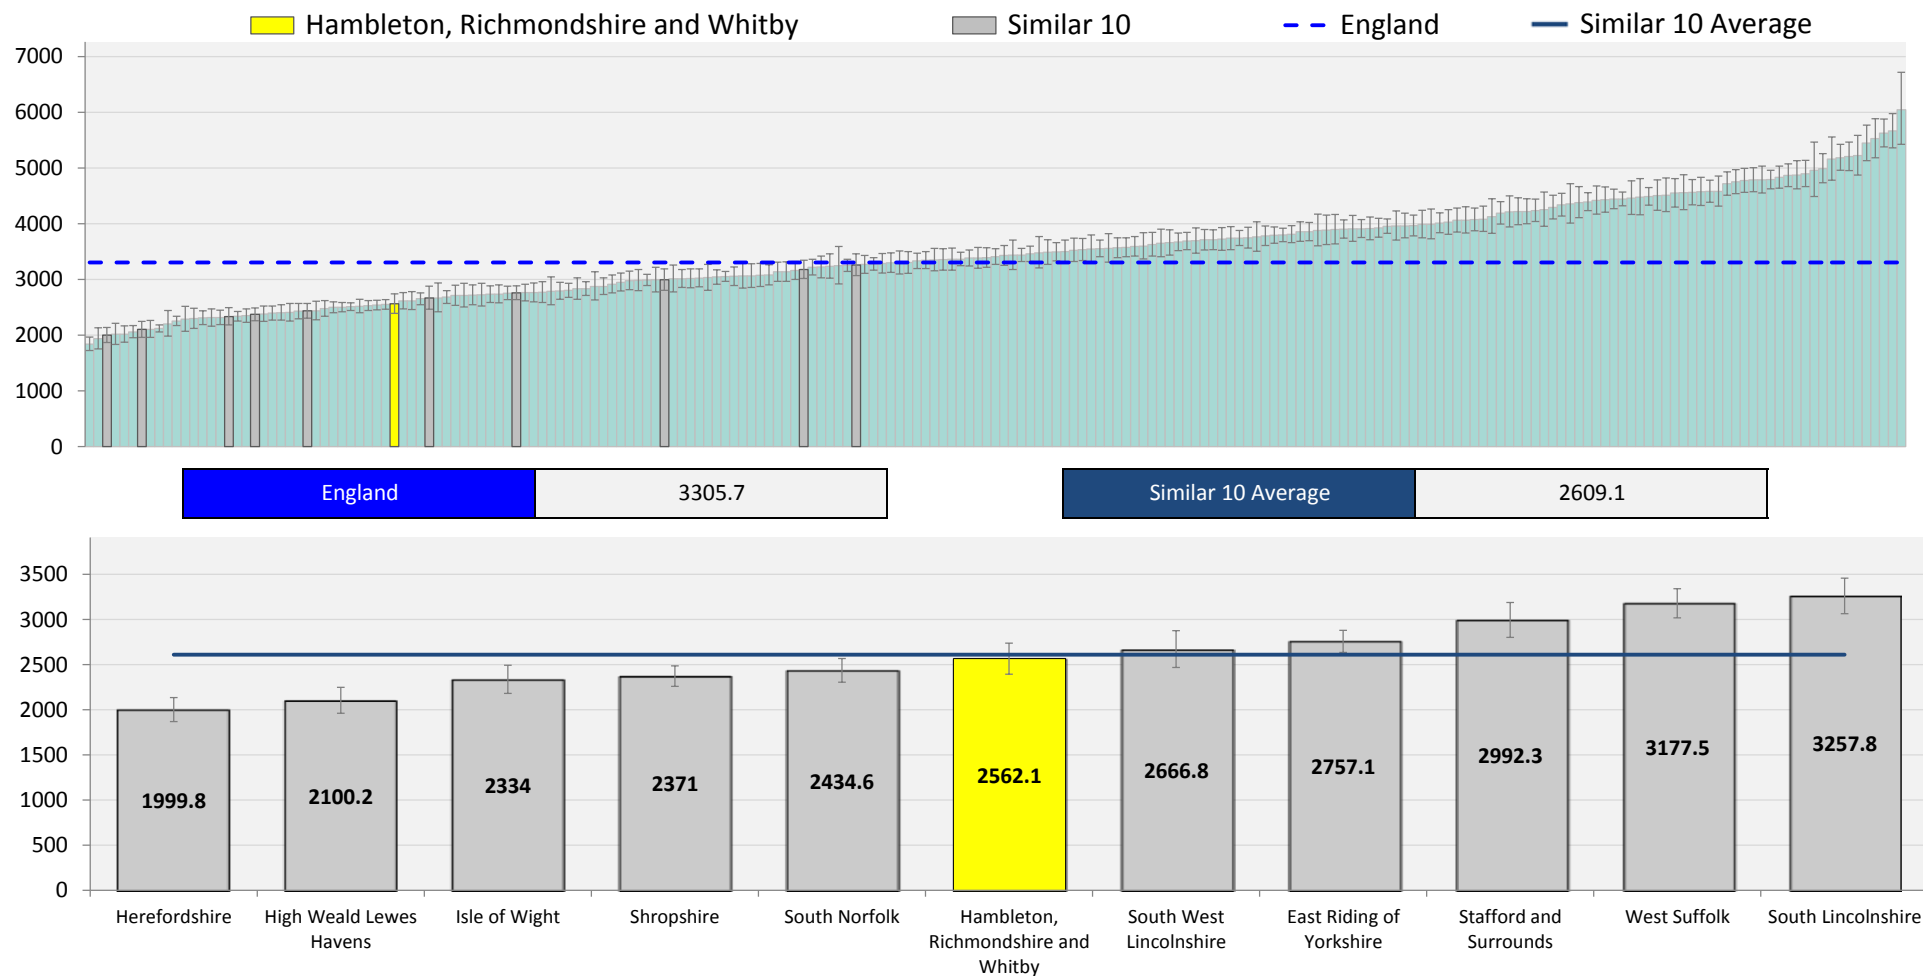 Hambleton, Richmondshire and Whitby Similar 10 England Similar 10 Average
7000
6000
5000
4000
3000
2000
1000
0
England 3305.7 Similar 10 Average 2609.1
3500
3000
2500
2000
1500
1000
500
0
1999.8 2100.2 2334 2371 2434.6 2562.1 2666.8 2757.1 2992.3 3177.5 3257.8
Herefordshire
High Weald Lewes
Havens
Isle of Wight
Shropshire
South Norfolk
Hambleton,
Richmondshire and
Whitby
South West
Lincolnshire
East Riding of
Yorkshire
Stafford and
Surrounds
West Suffolk
South Lincolnshire